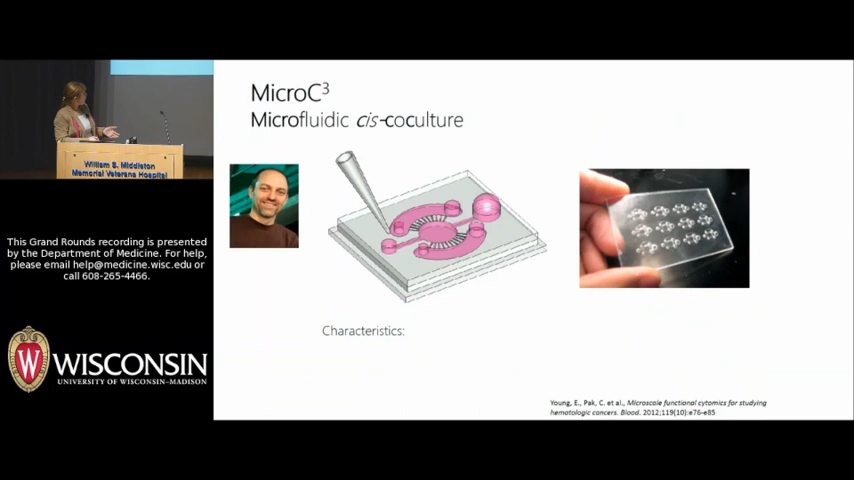 MicroC3
Microfluidic cis-coculture
William S. Middleton
Memorial Veterans Hospital
This Grand Rounds recording is presented
by the Department of Medicine. For help,
please email help@medicine.wisc.edu or
call 608-265-4466.
W WISCONSIN
UNIVERSITY OF WISCONSIN–MADISON
Characteristics:
Young, E., Pak, C. et al., Microscale functional cytomics for studying
hematologic cancers. Blood. 2012;119(10):e76-e85